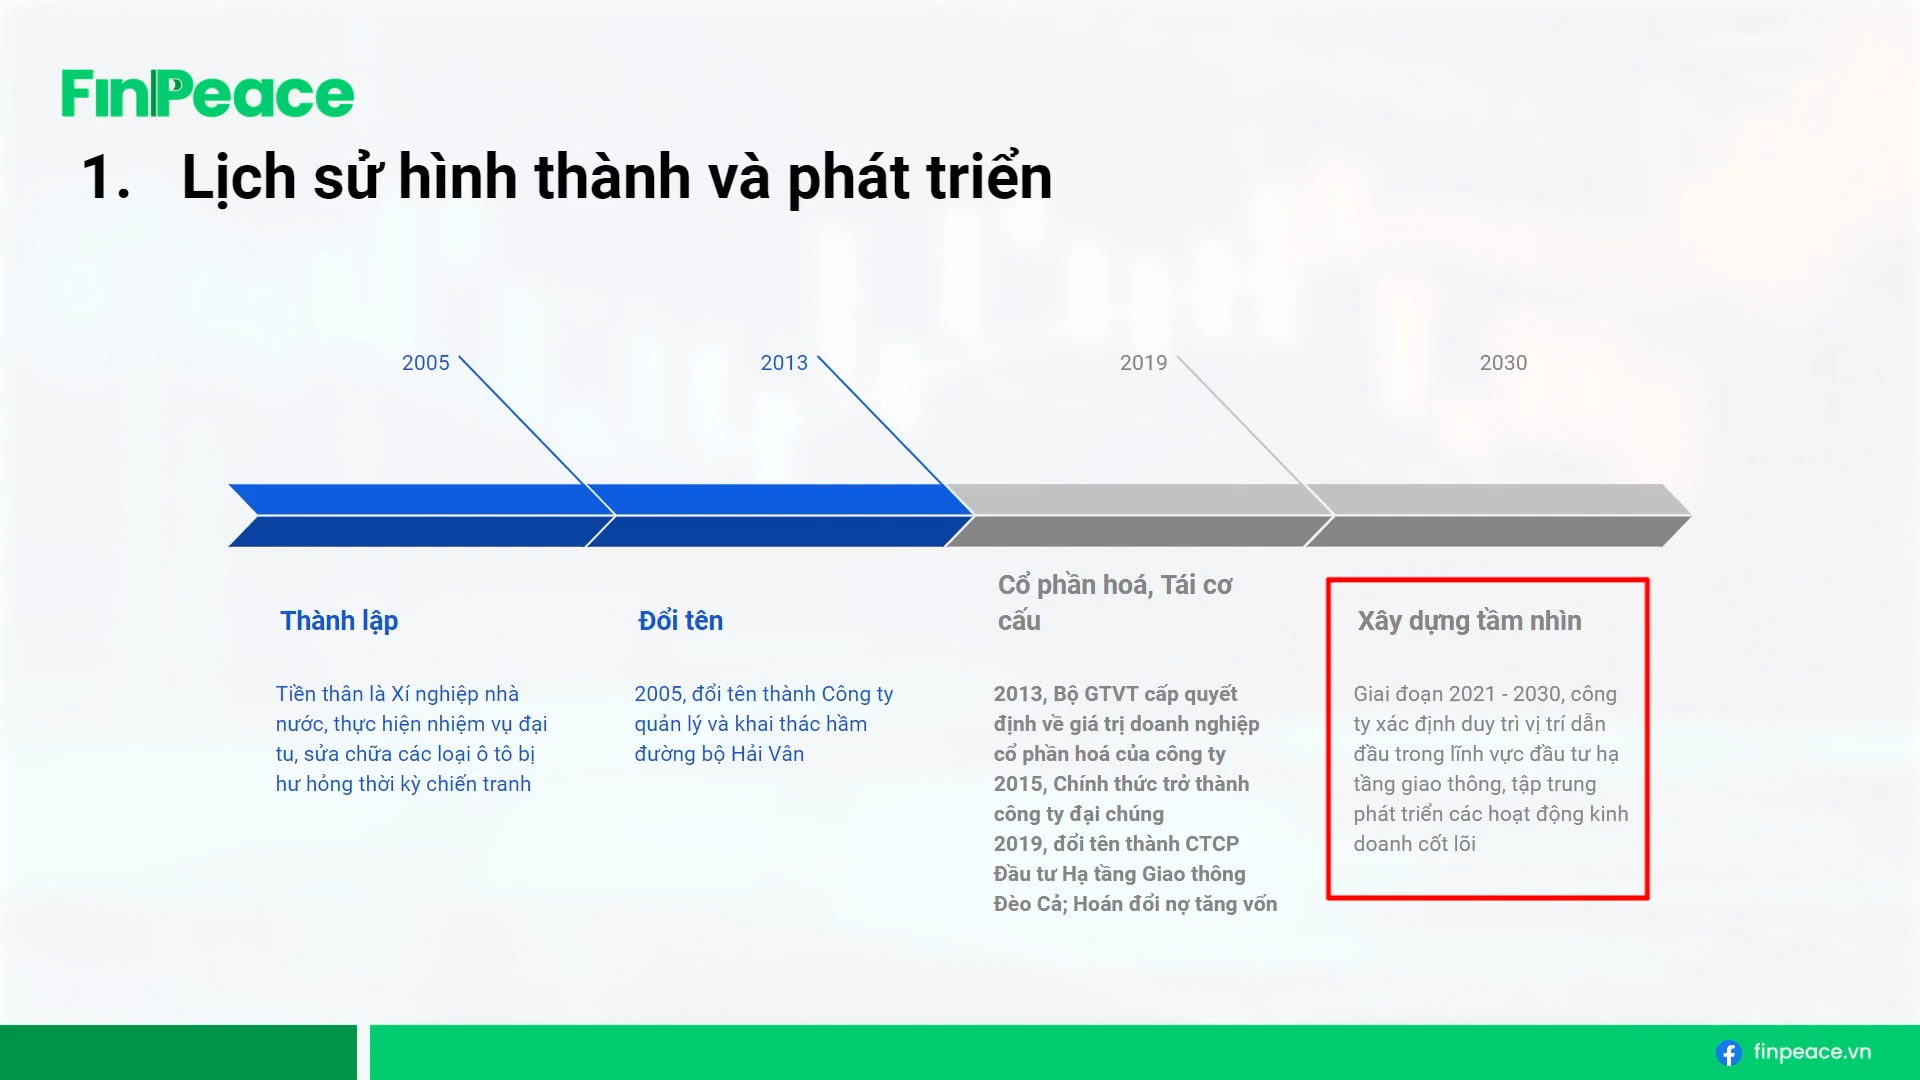 FinPeace
1. Lịch sử hình thành và phát triển
2005
2013
2019
2030
Thành lập
Tiền thân là Xí nghiệp nhà
nước, thực hiện nhiệm vụ đại
tu, sửa chữa các loại ô tô bị
hư hỏng thời kỳ chiến tranh
Đổi tên
2005, đổi tên thành Công ty
quản lý và khai thác hầm
đường bộ Hải Vân
Cổ phần hoá, Tái cơ
cấu
2013, Bộ GTVT cấp quyết
định về giá trị doanh nghiệp
cổ phần hoá của công ty
2015, Chính thức trở thành
công ty đại chúng
2019, đổi tên thành CTCP
Đầu tư Hạ tầng Giao thông
Đèo Cả; Hoán đổi nợ tăng vốn
Xây dựng tầm nhìn
Giai đoạn 2021 - 2030, công
ty xác định duy trì vị trí dẫn
đầu trong lĩnh vực đầu tư hạ
tầng giao thông, tập trung
phát triển các hoạt động kinh
doanh cốt lõi
finpeace.vn